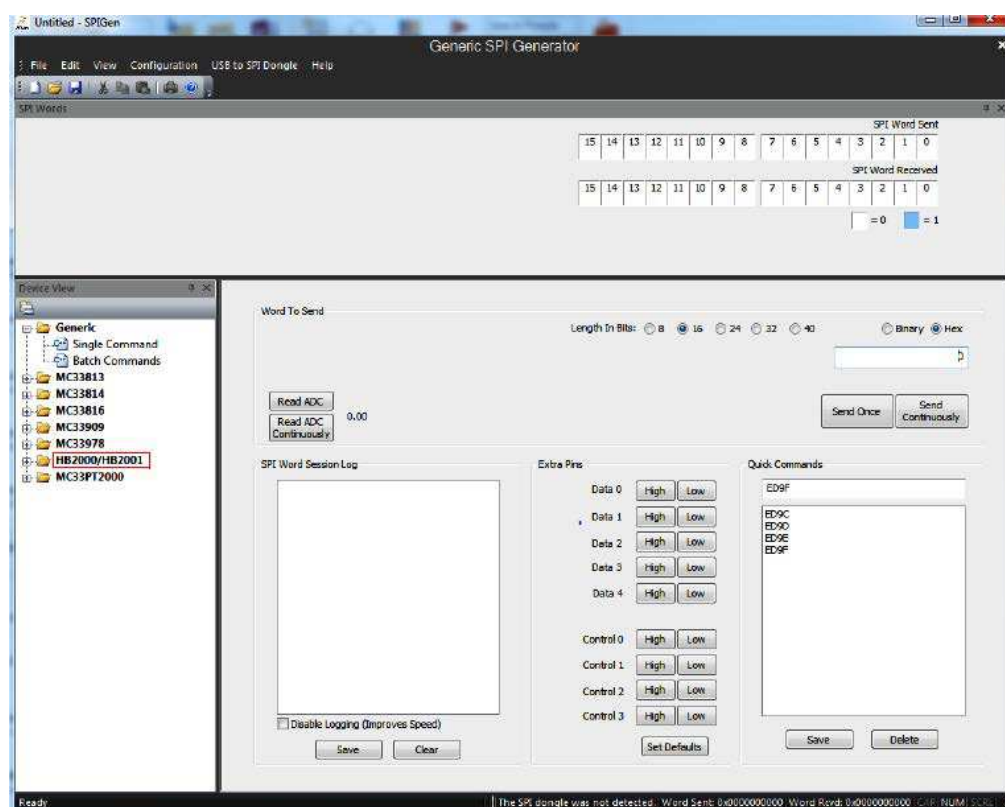 Untitled - SPIGen
Generic SPI Generator
File Edit View Configuration USB to SPI Dongle Help
SPI Words
SPI Word Sent
15 14 13 12 11 10 9 8 7 6 5 4 3 2 1 0
SPI Word Received
15 14 13 12 11 10 9 8 7 6 5 4 3 2 1 0
= 0 = 1
Device View
Generic
Single Command
Batch Commands
MC33813
MC33814
MC33816
MC33909
MC33978
HB2000/HB2001
MC33PT2000
Word To Send
Length In Bits: 8 16 24 32 40 Binary Hex
Read ADC
Read ADC Continuously
0.00
Send Once
Send Continuously
SPI Word Session Log
Disable Logging (Improves Speed)
Save Clear
Extra Pins
Data 0 High Low
Data 1 High Low
Data 2 High Low
Data 3 High Low
Data 4 High Low
Control 0 High Low
Control 1 High Low
Control 2 High Low
Control 3 High Low
Set Defaults
Quick Commands
ED9F
ED9C
ED9D
ED9E
ED9F
Save Delete
Ready
The SPI dongle was not detected. Word Sent: 0x0000000000 Word Rcvd: 0x0000000000 CAP NUM SCRL